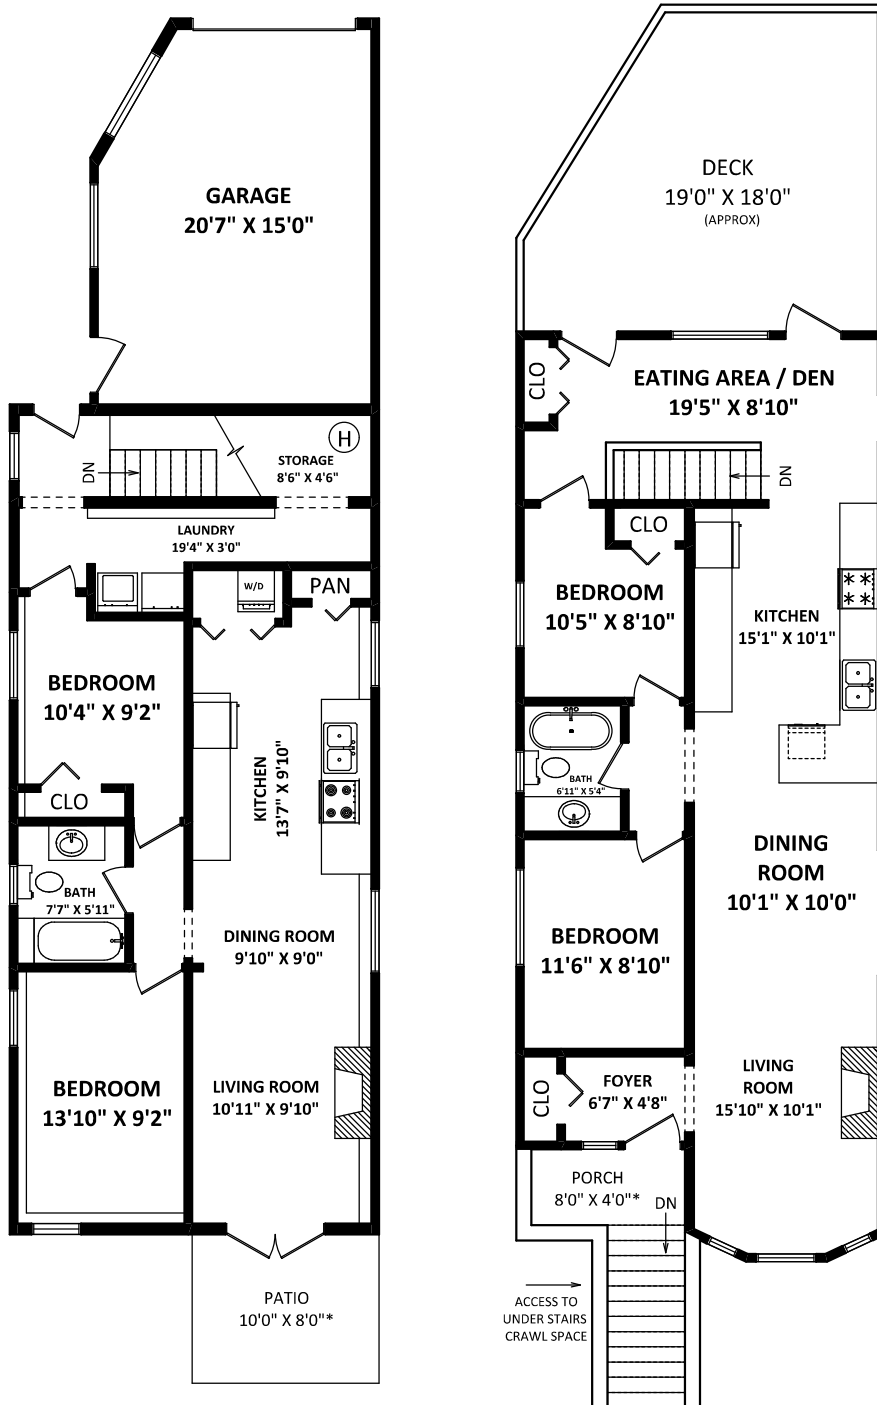 GARAGE
20'7" X 15'0"
DN
STORAGE
8'6" X 4'6"
H
LAUNDRY
19'4" X 3'0"
W/D
PAN
BEDROOM
10'4" X 9'2"
CLO
KITCHEN
13'7" X 9'10"
BATH
7'7" X 5'11"
DINING ROOM
9'10" X 9'0"
BEDROOM
13'10" X 9'2"
LIVING ROOM
10'11" X 9'10"
PATIO
10'0" X 8'0"*
DECK
19'0" X 18'0"
(APPROX)
CLO
EATING AREA / DEN
19'5" X 8'10"
DN
CLO
BEDROOM
10'5" X 8'10"
KITCHEN
15'1" X 10'1"
BATH
6'11" X 5'4"
DINING
ROOM
10'1" X 10'0"
BEDROOM
11'6" X 8'10"
CLO
FOYER
6'7" X 4'8"
LIVING
ROOM
15'10" X 10'1"
PORCH
8'0" X 4'0"*
DN
ACCESS TO
UNDER STAIRS
CRAWL SPACE